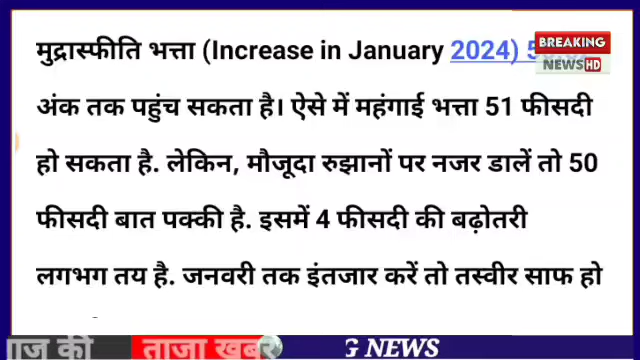 मुद्रास्फीति भत्ता (Increase in January 2024)
BREAKING
NEWS HD
अंक तक पहुंच सकता है। ऐसे में महंगाई भत्ता 51 फीसदी
हो सकता है. लेकिन, मौजूदा रुझानों पर नजर डालें तो 50
फीसदी बात पक्की है. इसमें 4 फीसदी की बढ़ोतरी
लगभग तय है. जनवरी तक इंतजार करें तो तस्वीर साफ हो
की ताजा खबर G NEWS